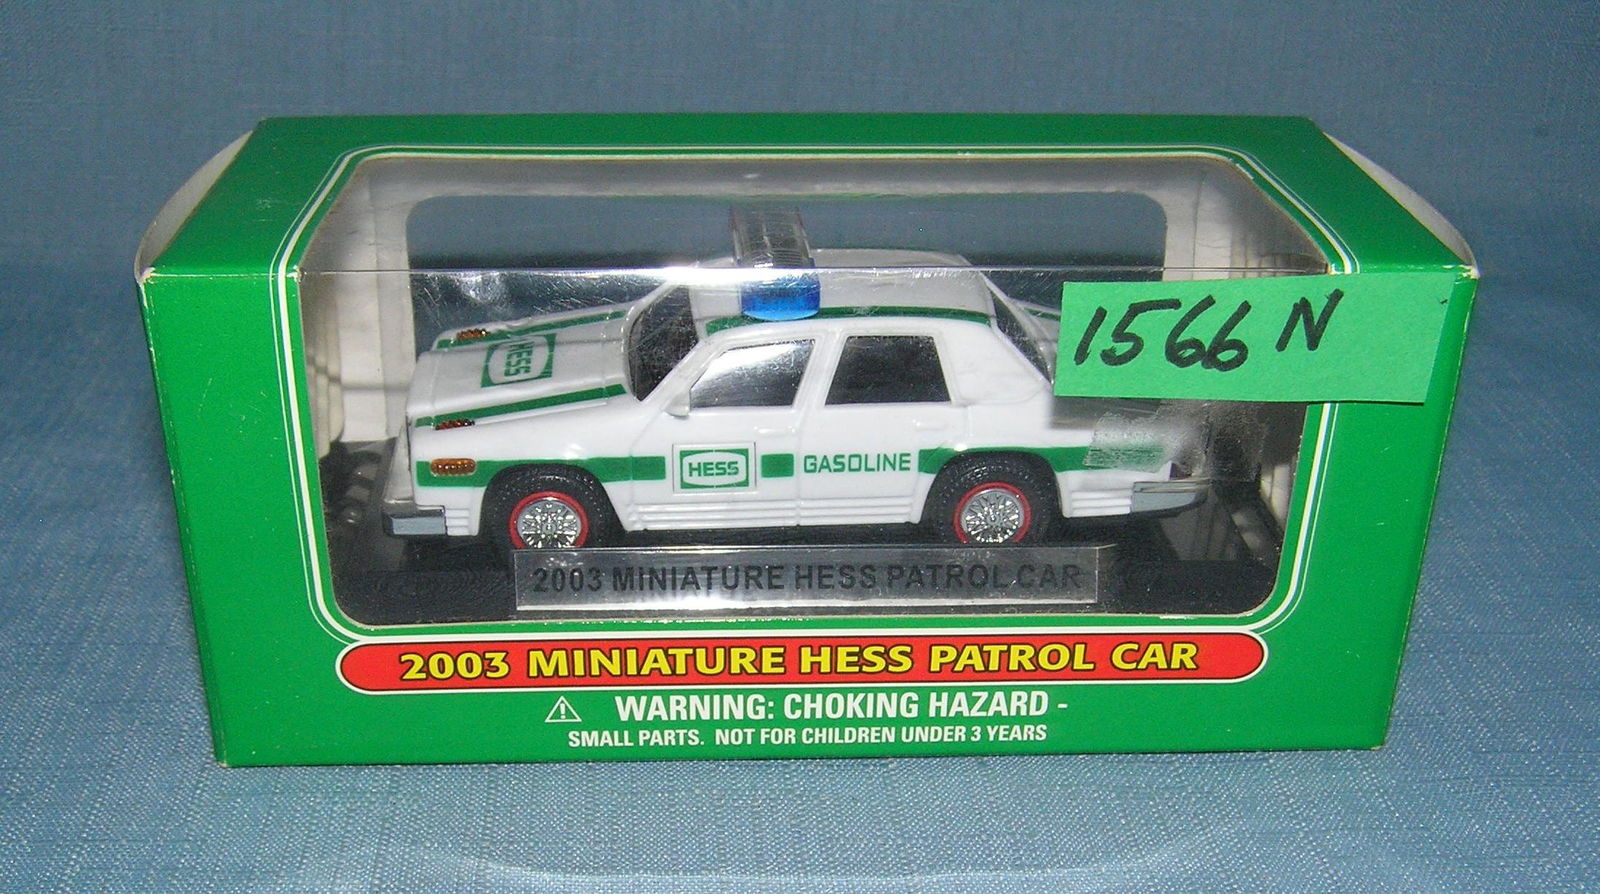 1566 N
HESS
HESS GASOLINE
2003 MINIATURE HESS PATROL CAR
2003 MINIATURE HESS PATROL CAR
WARNING: CHOKING HAZARD -
SMALL PARTS. NOT FOR CHILDREN UNDER 3 YEARS